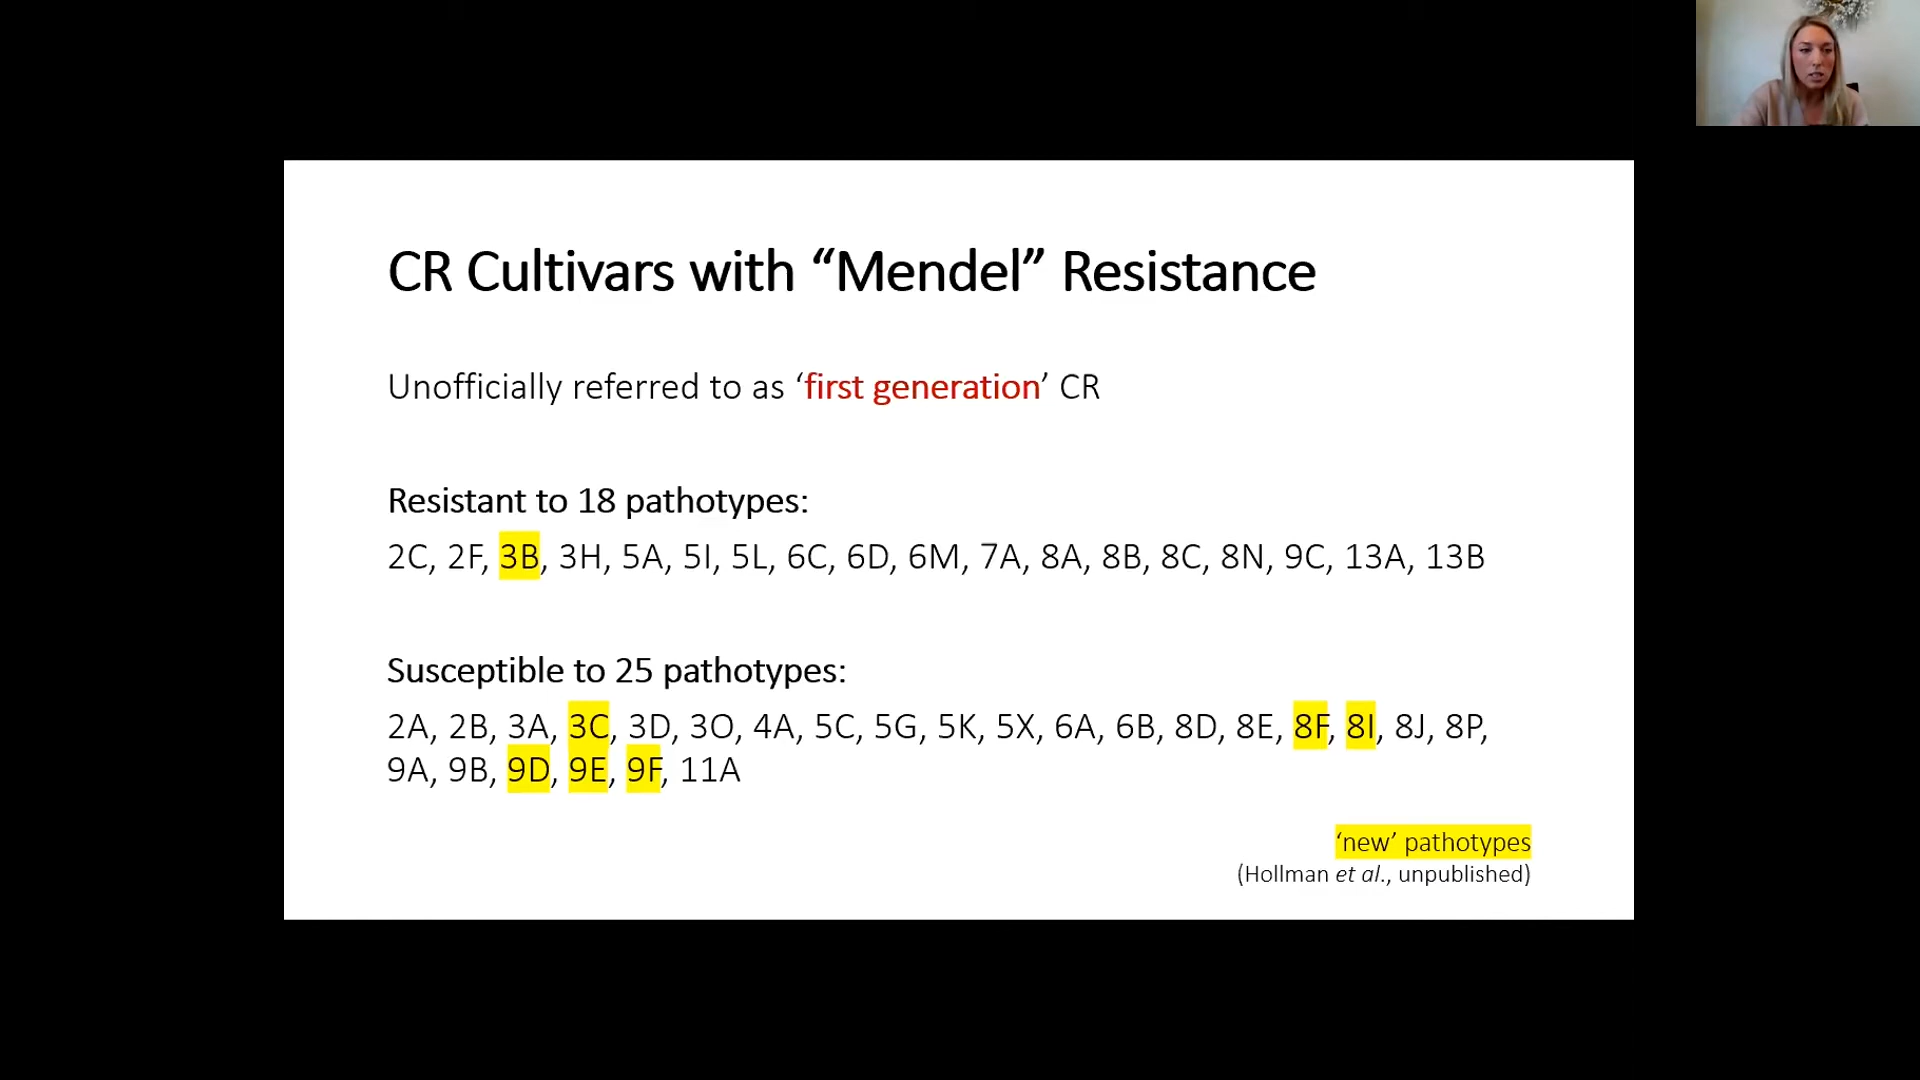 CR Cultivars with “Mendel” Resistance
Unofficially referred to as ‘first generation’ CR
Resistant to 18 pathotypes:
2C, 2F, 3B, 3H, 5A, 5I, 5L, 6C, 6D, 6M, 7A, 8A, 8B, 8C, 8N, 9C, 13A, 13B
Susceptible to 25 pathotypes:
2A, 2B, 3A, 3C, 3D, 3O, 4A, 5C, 5G, 5K, 5X, 6A, 6B, 8D, 8E, 8F, 8I, 8J, 8P,
9A, 9B, 9D, 9E, 9F, 11A
‘new’ pathotypes
(Hollman et al., unpublished)